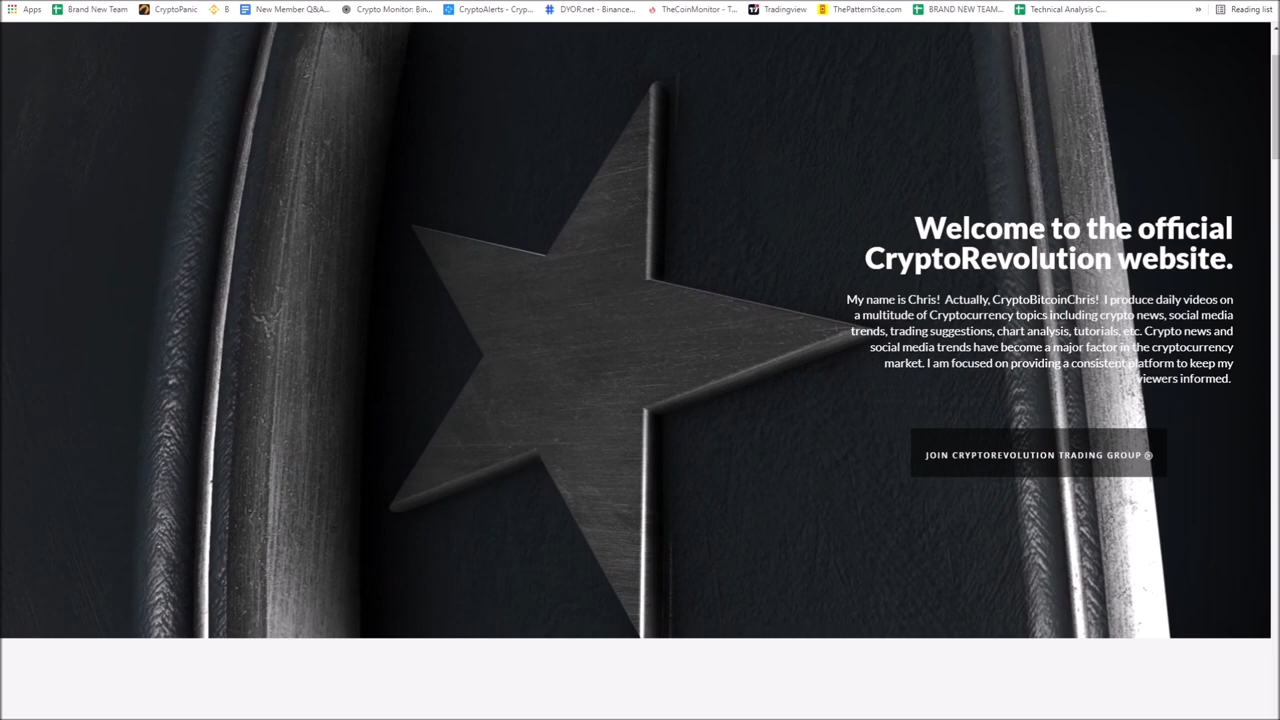 Apps Brand New Team CryptoPanic B New Member Q&A... Crypto Monitor: Bin... CryptoAlerts - Cryp... DYOR.net - Binance... TheCoinMonitor - T... Tradingview ThePatternSite.com BRAND NEW TEAM... Technical Analysis C... » Reading list
Welcome to the official
CryptoRevolution website.
My name is Chris! Actually, CryptoBitcoinChris! I produce daily videos on
a multitude of Cryptocurrency topics including crypto news, social media
trends, trading suggestions, chart analysis, tutorials, etc. Crypto news and
social media trends have become a major factor in the cryptocurrency
market. I am focused on providing a consistent platform to keep my
viewers informed.
JOIN CRYPTOREVOLUTION TRADING GROUP